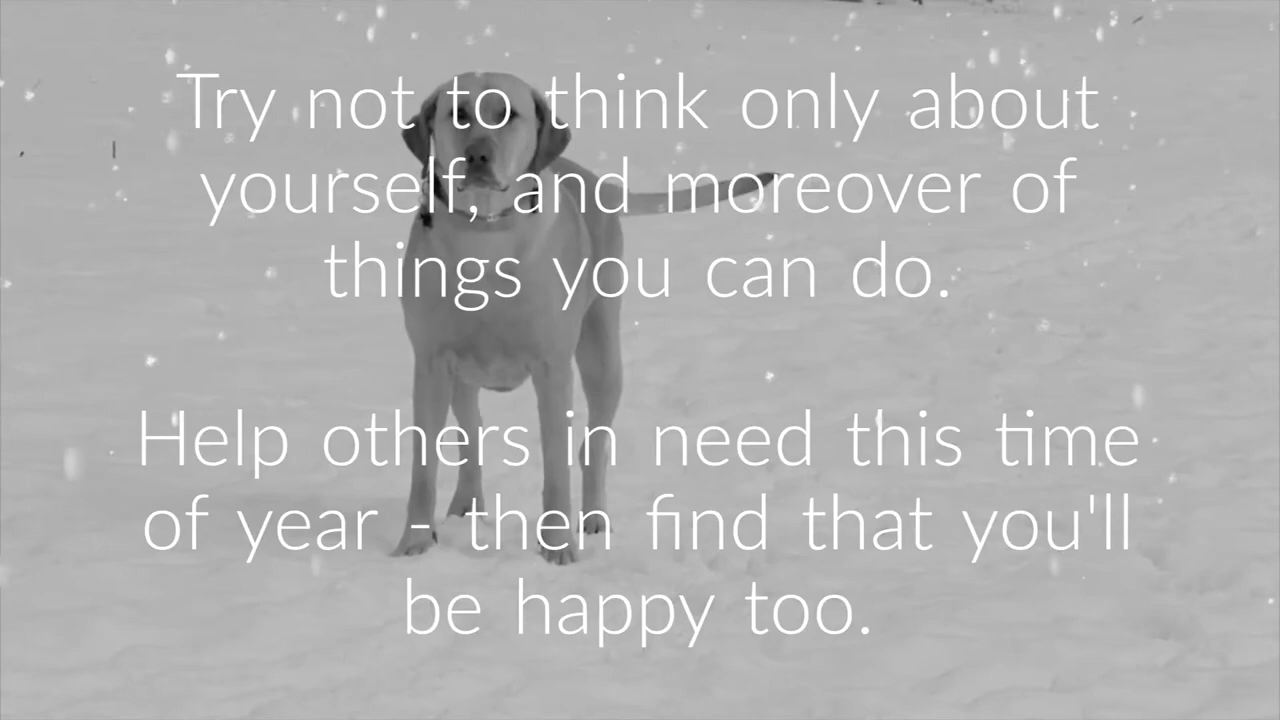 Try not to think only about
yourself, and moreover of
things you can do.
Help others in need this time
of year - then find that you'll
be happy too.